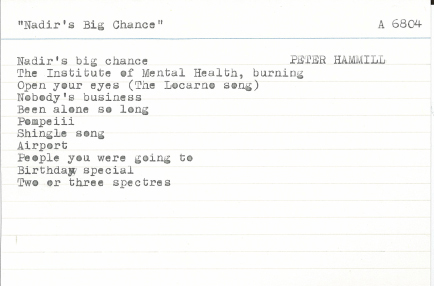 "Nadir's Big Chance" A 6804
Nadir's big chance PETER HAMMILL
The Institute of Mental Health, burning
Open your eyes (The Locarno song)
Nobody's business
Been alone so long
Pompeiii
Shingle song
Airport
People you were going to
Birthday special
Two or three spectres